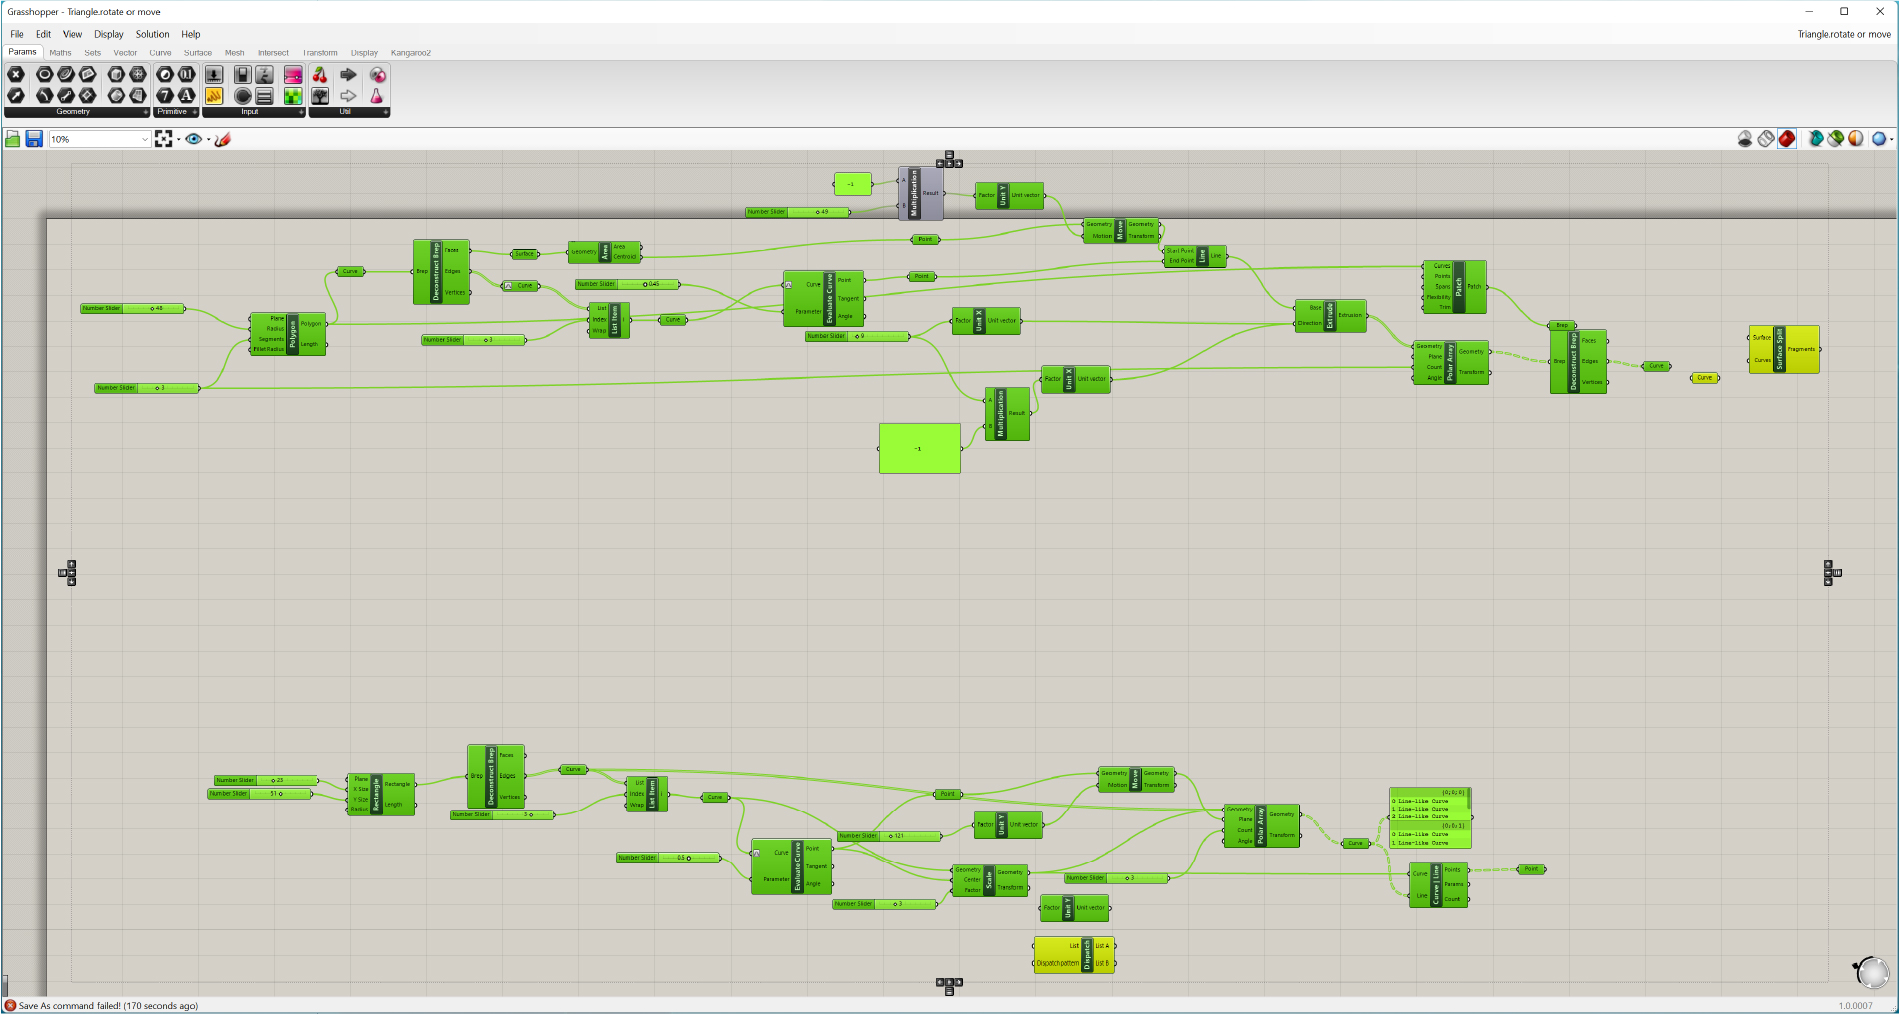 Grasshopper - Triangle.rotate or move
File Edit View Display Solution Help
Triangle.rotate or move
Params Maths Sets Vector Curve Surface Mesh Intersect Transform Display Kangaroo2
Geometry Primitive Input Util
10%
-1
A B Multiplication Result
Number Slider 49
Factor Unit Y Unit vector
Geometry Motion Move Geometry Transform
Point
Start Point End Point Line Line
Brep Deconstruct Brep Faces Edges Vertices
Surface
Geometry Area Area Centroid
Curve
Curve
Number Slider 0.45
Curve Parameter Evaluate Curve Point Tangent Angle
Point
Curves Points Spans Flexibility Trim Patch Patch
Number Slider 48
Plane Radius Segments Fillet Radius Polygon Polygon Length
List Index Wrap List Item i
Curve
Number Slider 3
Number Slider 9
Factor Unit X Unit vector
Base Direction Extrude Extrusion
Brep
Brep Deconstruct Brep Faces Edges Vertices
Surface Curves Surface Split Fragments
Geometry Plane Count Angle Polar Array Geometry Transform
Curve
Curve
Number Slider 3
Factor Unit X Unit vector
A B Multiplication Result
-1
Brep Deconstruct Brep Faces Edges Vertices
Curve
Number Slider 23
Number Slider 51
Plane X Size Y Size Radius Rectangle Rectangle Length
List Index Wrap List Item i
Curve
Number Slider 3
Point
Geometry Motion Move Geometry Transform
Number Slider 121
Factor Unit Y Unit vector
Geometry Plane Count Angle Polar Array Geometry Transform
Curve
{0;0;0}
0 Line-like Curve
1 Line-like Curve
2 Line-like Curve
{0;0;1}
0 Line-like Curve
1 Line-like Curve
Number Slider 0.5
Curve Parameter Evaluate Curve Point Tangent Angle
Geometry Center Factor Scale Geometry Transform
Number Slider 3
Number Slider 3
Curve Line Curve | Line Points Params Count
Point
Factor Unit Y Unit vector
List Dispatch pattern Dispatch List A List B
Save As command failed! (170 seconds ago)
1.0.0007